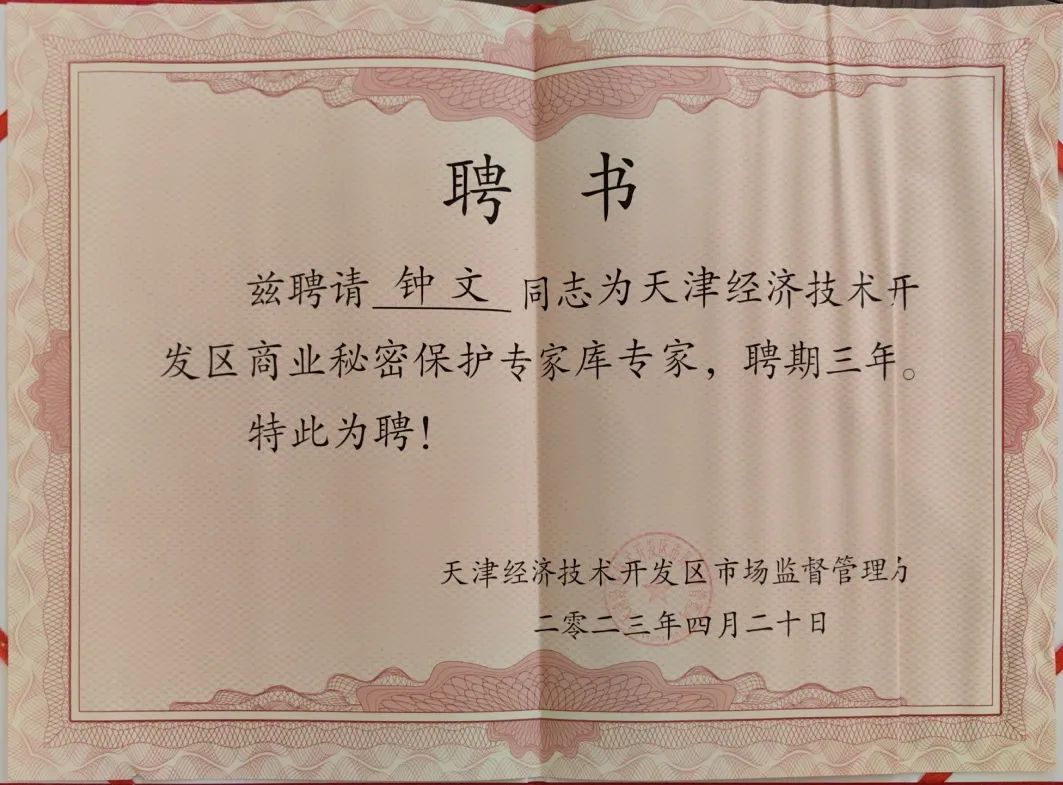 聘 书
兹聘请 钟文 同志为天津经济技术开
发区商业秘密保护专家库专家，聘期三年。
特此为聘！
天津经济技术开发区市场监督管理
二零二三年四月二十日